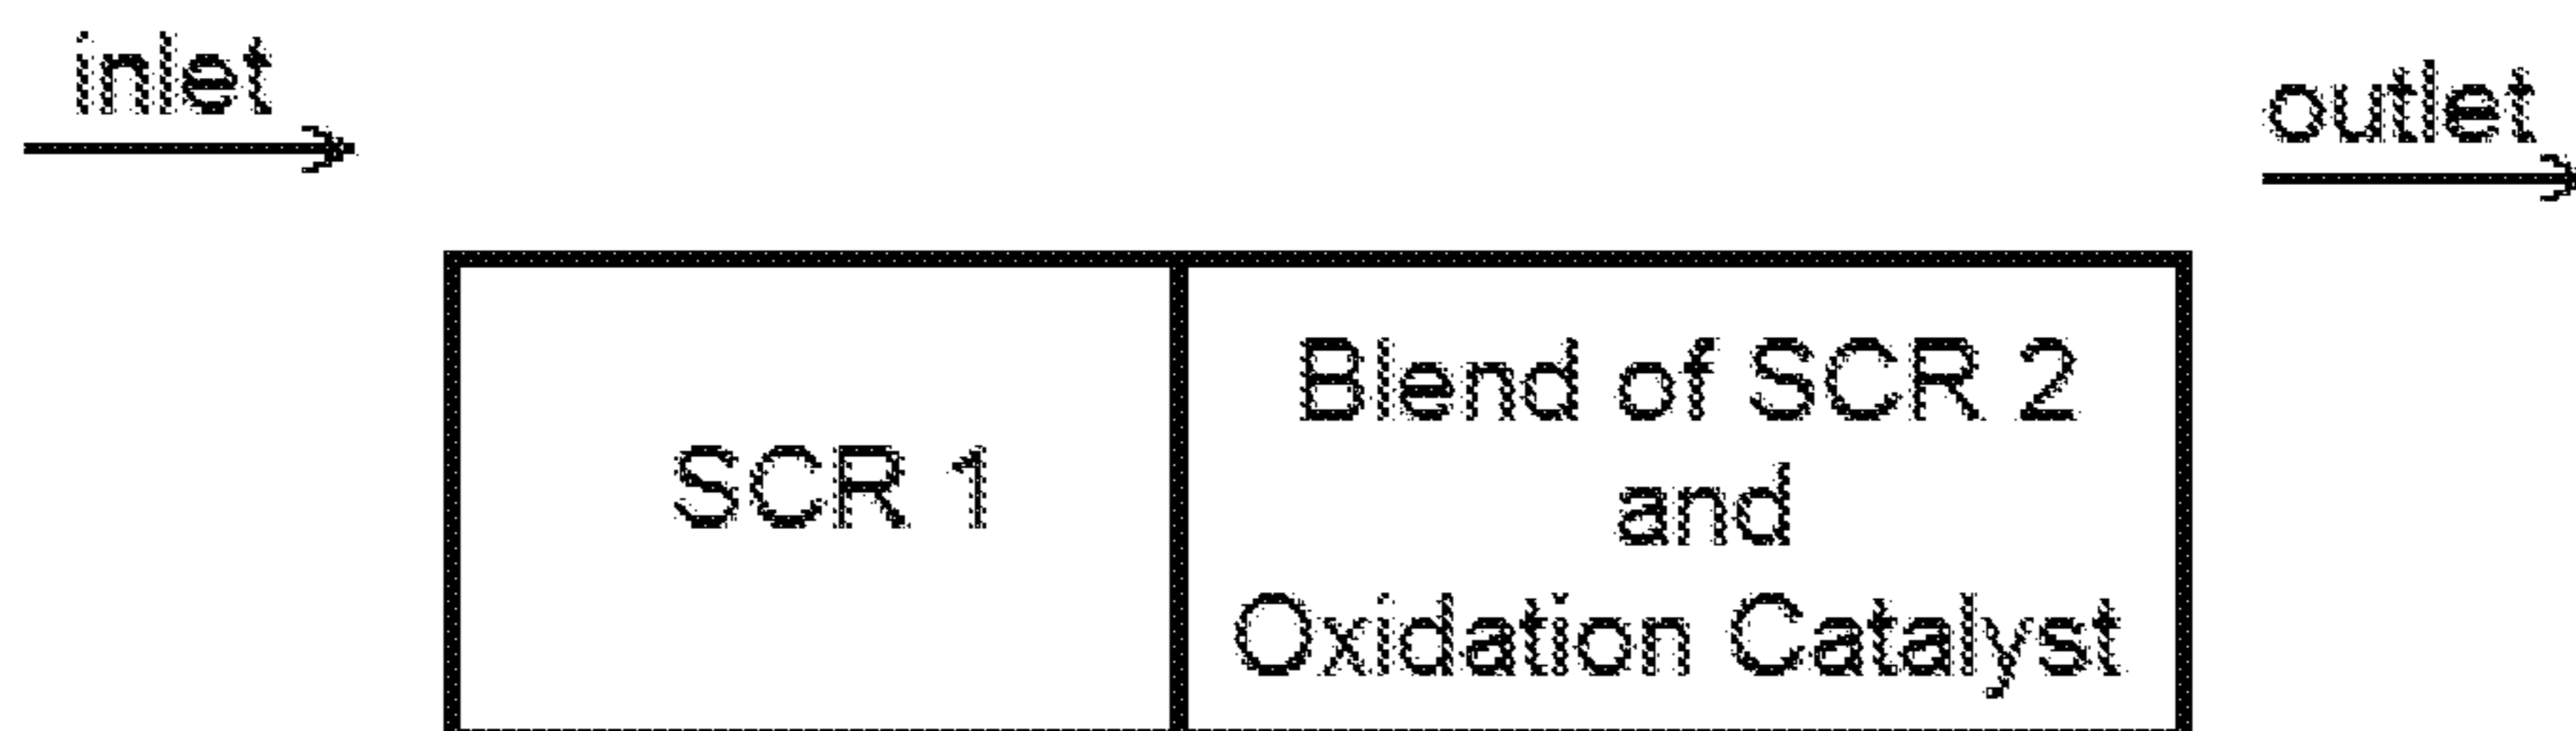 inlet
outlet
SCR 1
Blend of SCR 2
and
Oxidation Catalyst